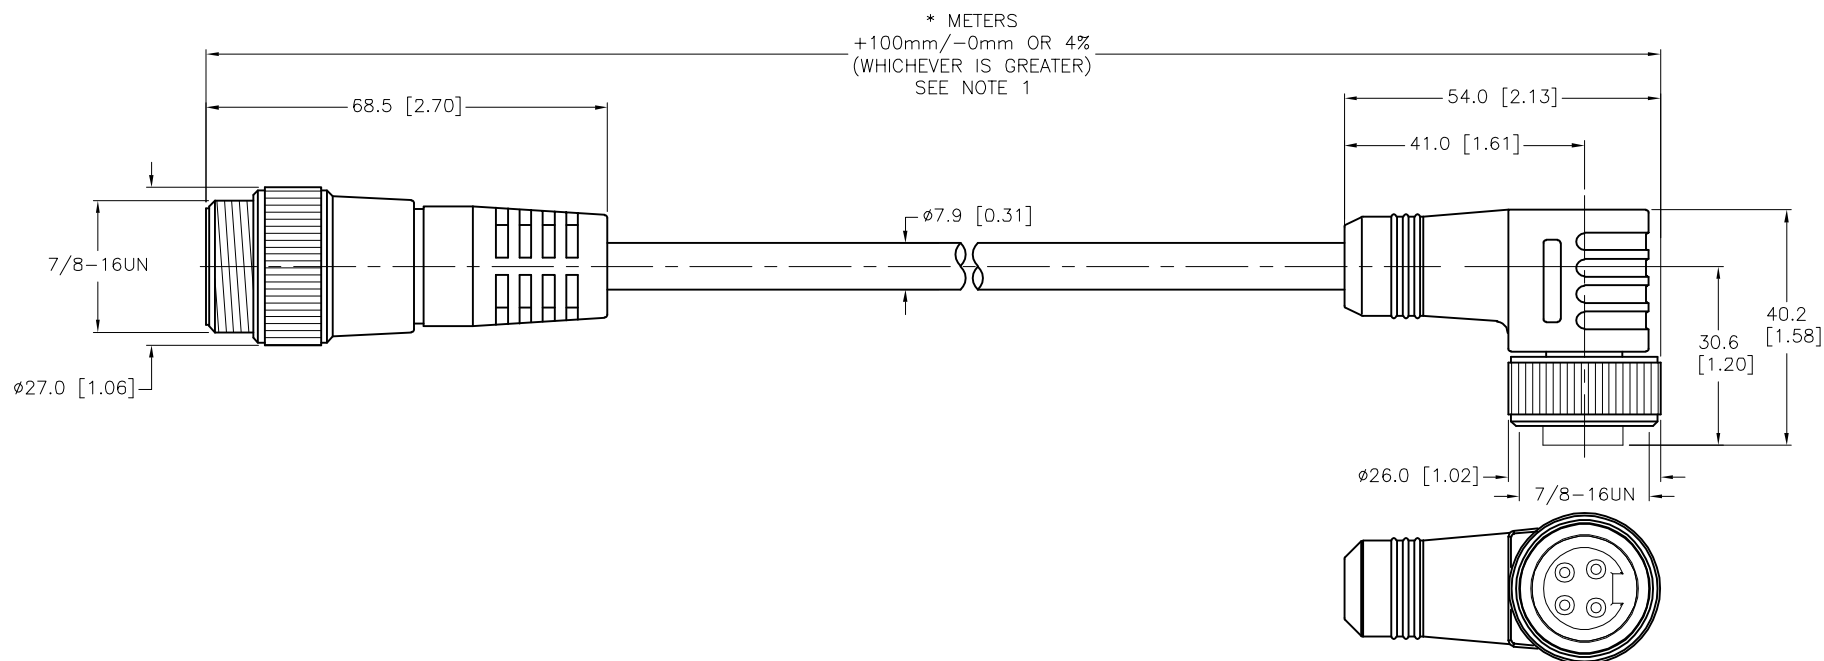 * METERS
+100mm/-0mm OR 4%
(WHICHEVER IS GREATER)
SEE NOTE 1
68.5 [2.70]
54.0 [2.13]
41.0 [1.61]
ø7.9 [0.31]
7/8-16UN
40.2
[1.58]
30.6
[1.20]
ø27.0 [1.06]
ø26.0 [1.02]
7/8-16UN